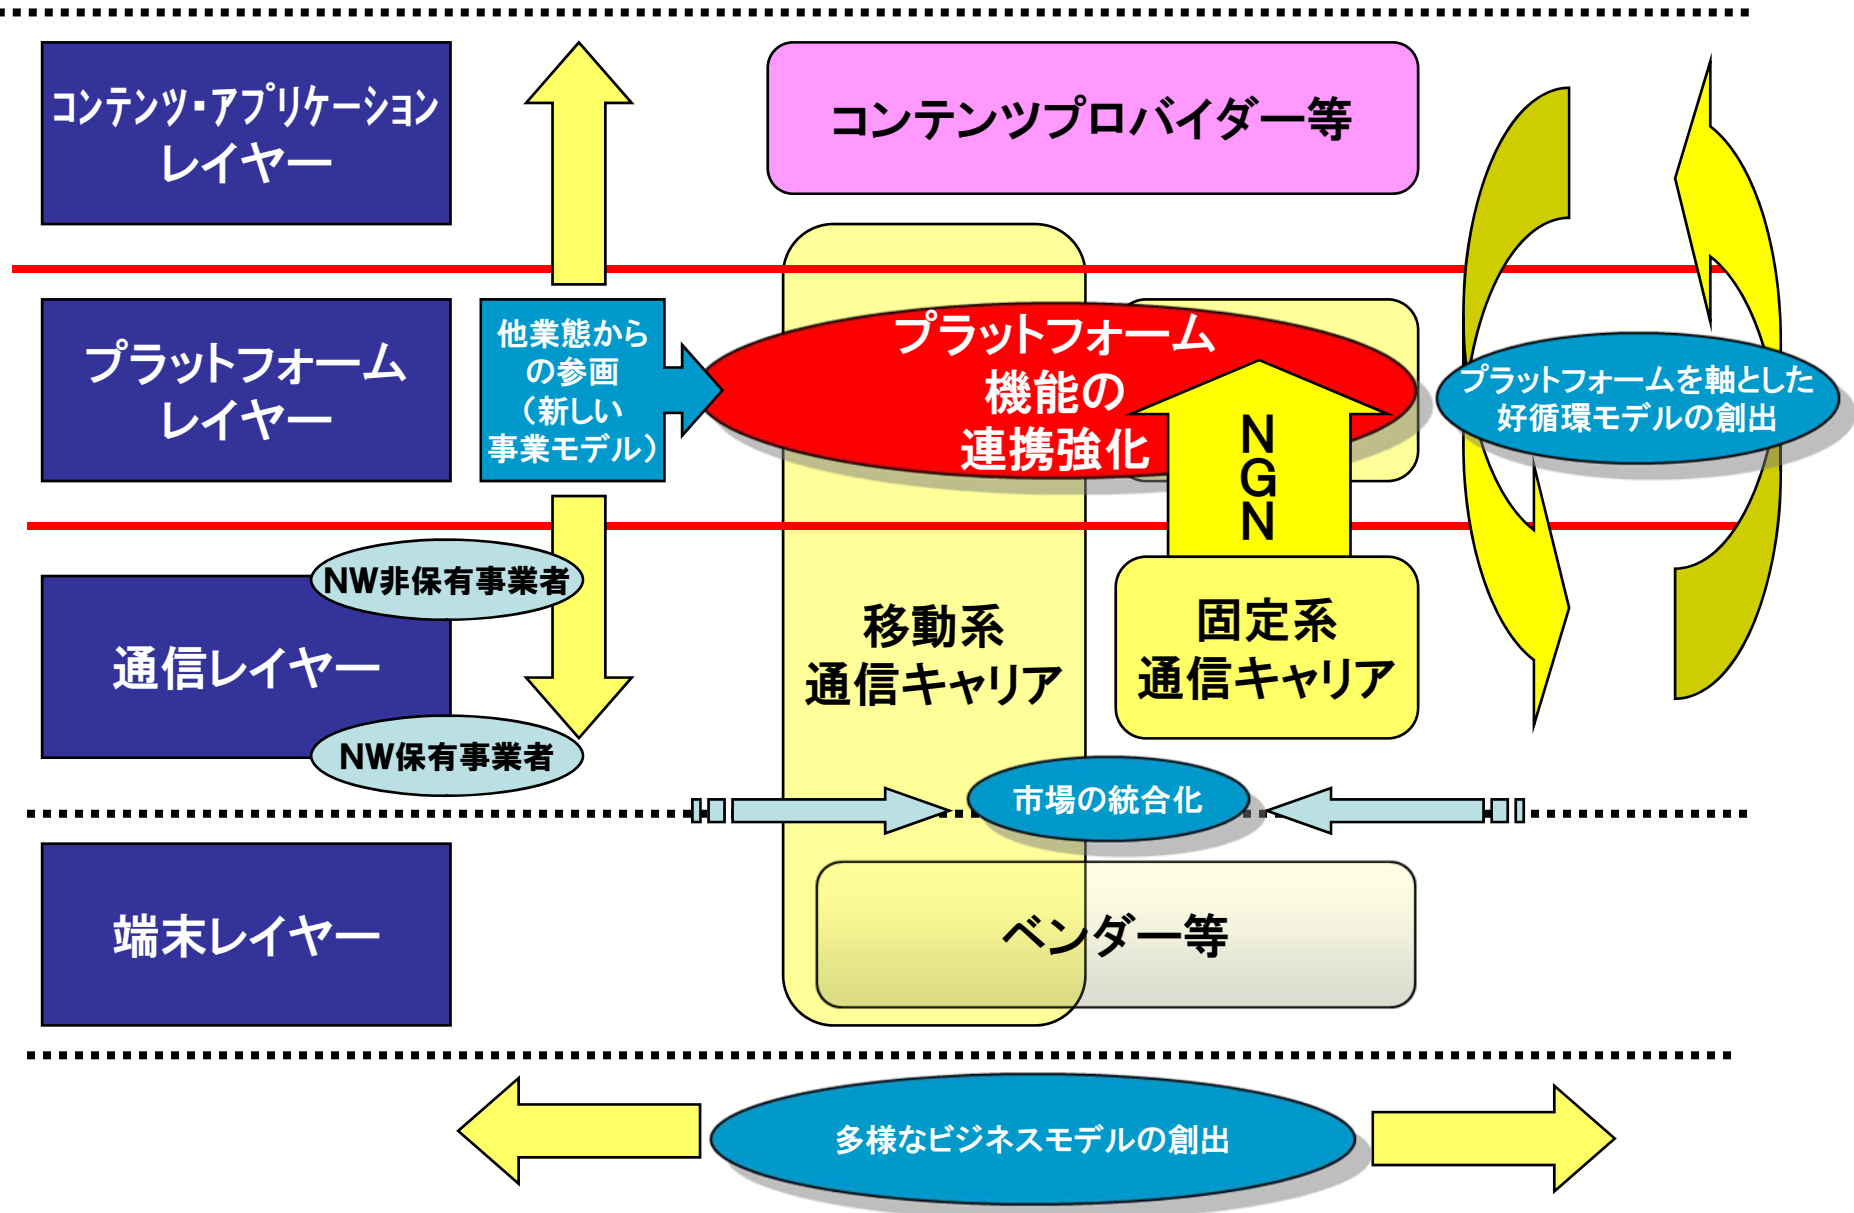 コンテンツ・アプリケーション
レイヤー
コンテンツプロバイダー等
プラットフォーム
レイヤー
他業態から
の参画
（新しい
事業モデル）
プラットフォーム
機能の
連携強化
N
G
N
プラットフォームを軸とした
好循環モデルの創出
NW非保有事業者
通信レイヤー
NW保有事業者
移動系
通信キャリア
固定系
通信キャリア
市場の統合化
端末レイヤー
ベンダー等
多様なビジネスモデルの創出